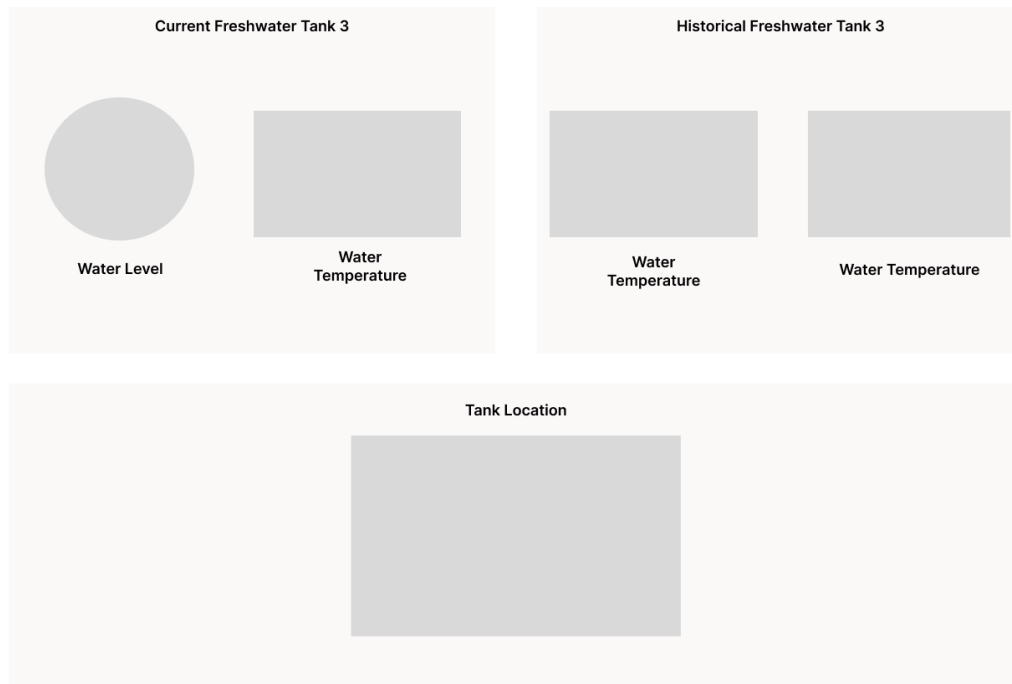 Current Freshwater Tank 3
Historical Freshwater Tank 3
Water Level
Water
Temperature
Water
Temperature
Water Temperature
Tank Location